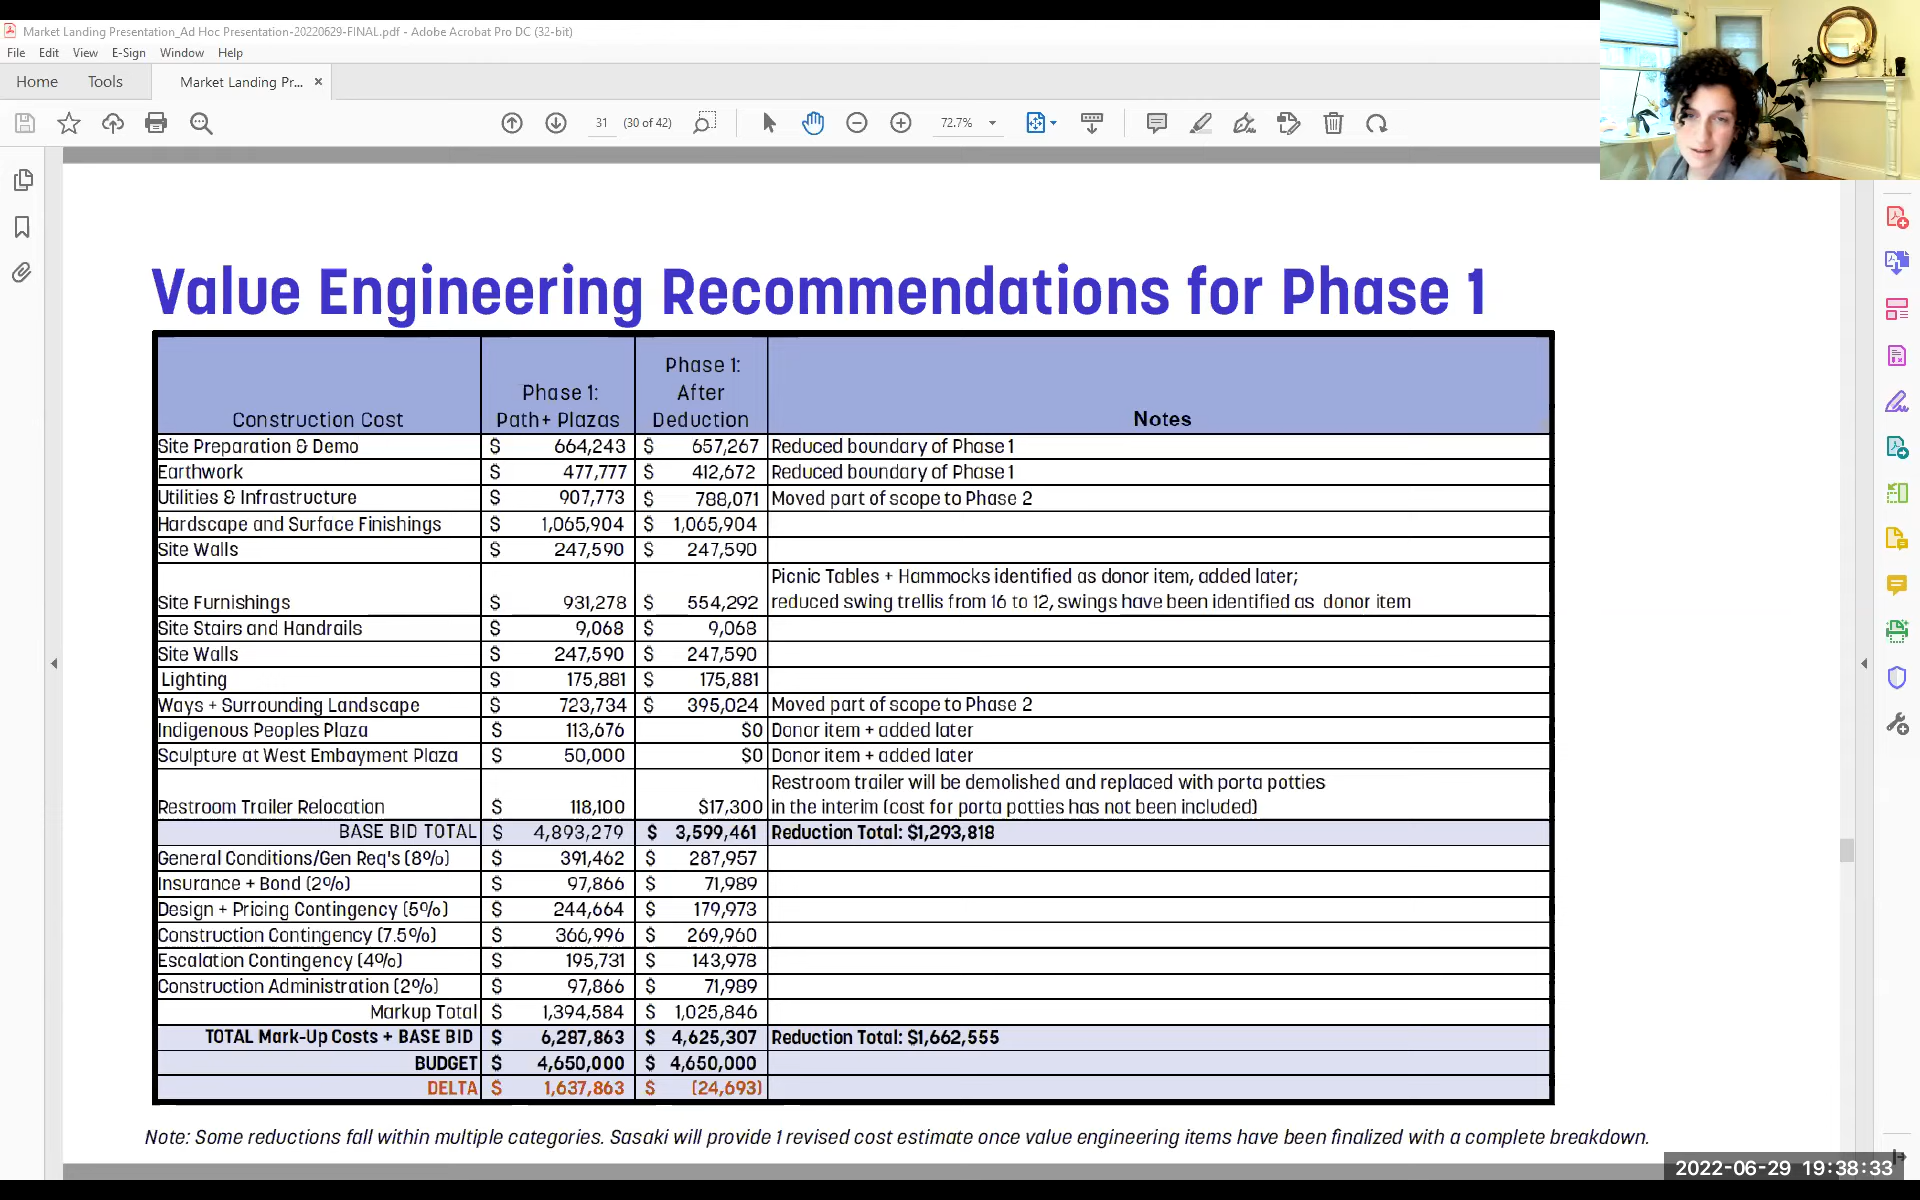 Market Landing Presentation_Ad Hoc Presentation-20220629-FINAL.pdf - Adobe Acrobat Pro DC (32-bit)
File Edit View E-Sign Window Help
Home Tools Market Landing Pr... ×
31 (30 of 42) 72.7%
Value Engineering Recommendations for Phase 1
Construction Cost Phase 1: Path+ Plazas Phase 1: After Deduction Notes
Site Preparation & Demo $ 664,243 $ 657,267 Reduced boundary of Phase 1
Earthwork $ 477,777 $ 412,672 Reduced boundary of Phase 1
Utilities & Infrastructure $ 907,773 $ 788,071 Moved part of scope to Phase 2
Hardscape and Surface Finishings $ 1,065,904 $ 1,065,904
Site Walls $ 247,590 $ 247,590
Picnic Tables + Hammocks identified as donor item, added later;
Site Furnishings $ 931,278 $ 554,292 reduced swing trellis from 16 to 12, swings have been identified as donor item
Site Stairs and Handrails $ 9,068 $ 9,068
Site Walls $ 247,590 $ 247,590
Lighting $ 175,881 $ 175,881
Ways + Surrounding Landscape $ 723,734 $ 395,024 Moved part of scope to Phase 2
Indigenous Peoples Plaza $ 113,676 $0 Donor item + added later
Sculpture at West Embayment Plaza $ 50,000 $0 Donor item + added later
Restroom trailer will be demolished and replaced with porta potties
Restroom Trailer Relocation $ 118,100 $17,300 in the interim (cost for porta potties has not been included)
BASE BID TOTAL $ 4,893,279 $ 3,599,461 Reduction Total: $1,293,818
General Conditions/Gen Req's (8%) $ 391,462 $ 287,957
Insurance + Bond (2%) $ 97,866 $ 71,989
Design + Pricing Contingency (5%) $ 244,664 $ 179,973
Construction Contingency (7.5%) $ 366,996 $ 269,960
Escalation Contingency (4%) $ 195,731 $ 143,978
Construction Administration (2%) $ 97,866 $ 71,989
Markup Total $ 1,394,584 $ 1,025,846
TOTAL Mark-Up Costs + BASE BID $ 6,287,863 $ 4,625,307 Reduction Total: $1,662,555
BUDGET $ 4,650,000 $ 4,650,000
DELTA $ 1,637,863 $ (24,693)
Note: Some reductions fall within multiple categories. Sasaki will provide 1 revised cost estimate once value engineering items have been finalized with a complete breakdown.
2022-06-29 19:38:33